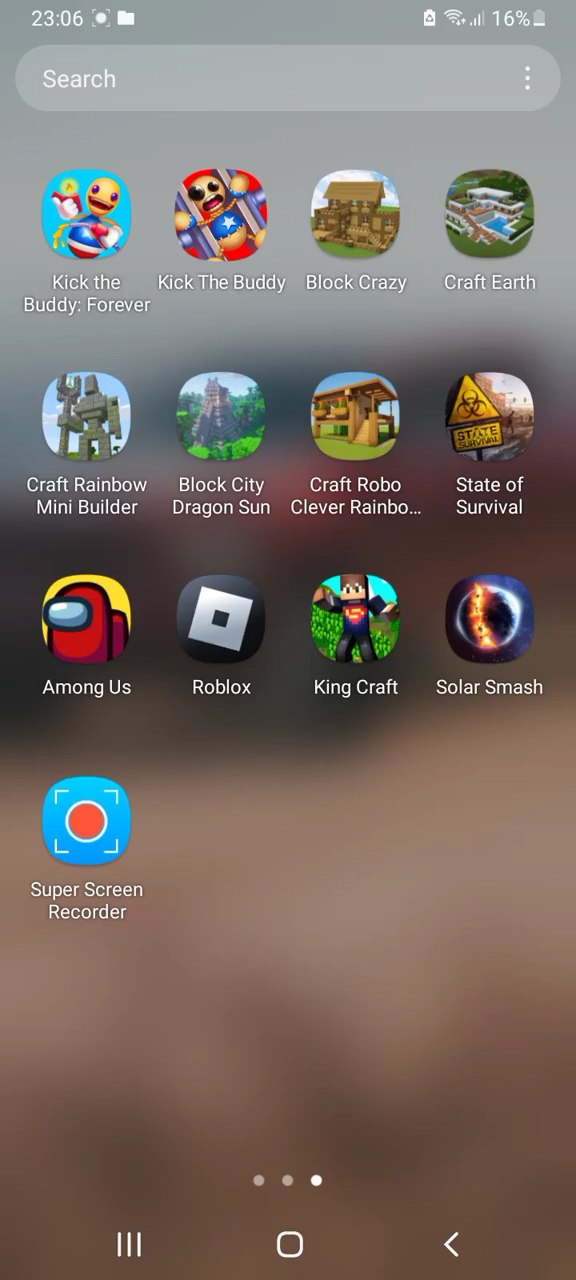 23:06
16%
Search
Kick the
Buddy: Forever
Kick The Buddy
Block Crazy
Craft Earth
Craft Rainbow
Mini Builder
Block City
Dragon Sun
Craft Robo
Clever Rainbo...
STATE
SURVIVAL
State of
Survival
Among Us
Roblox
King Craft
Solar Smash
Super Screen
Recorder